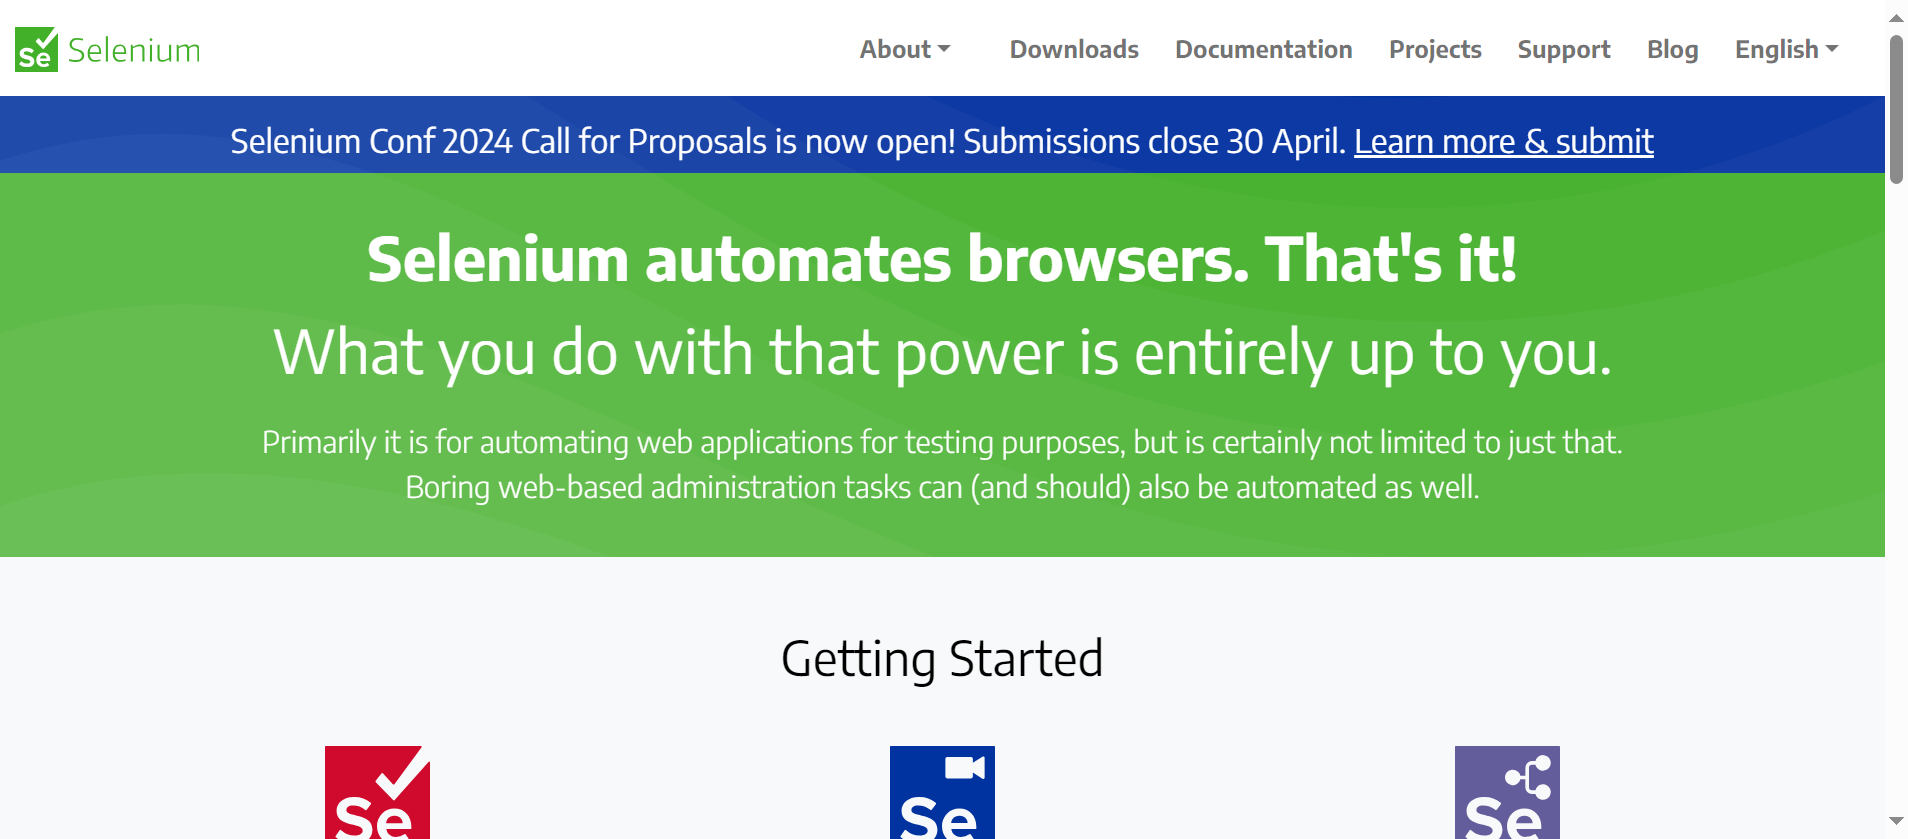 Se Selenium
About
Downloads
Documentation
Projects
Support
Blog
English
Selenium Conf 2024 Call for Proposals is now open! Submissions close 30 April. Learn more & submit
Selenium automates browsers. That's it!
What you do with that power is entirely up to you.
Primarily it is for automating web applications for testing purposes, but is certainly not limited to just that.
Boring web-based administration tasks can (and should) also be automated as well.
Getting Started
Se
Se
Se